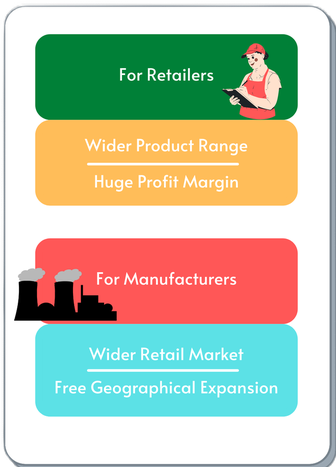 For Retailers
Wider Product Range
Huge Profit Margin
For Manufacturers
Wider Retail Market
Free Geographical Expansion